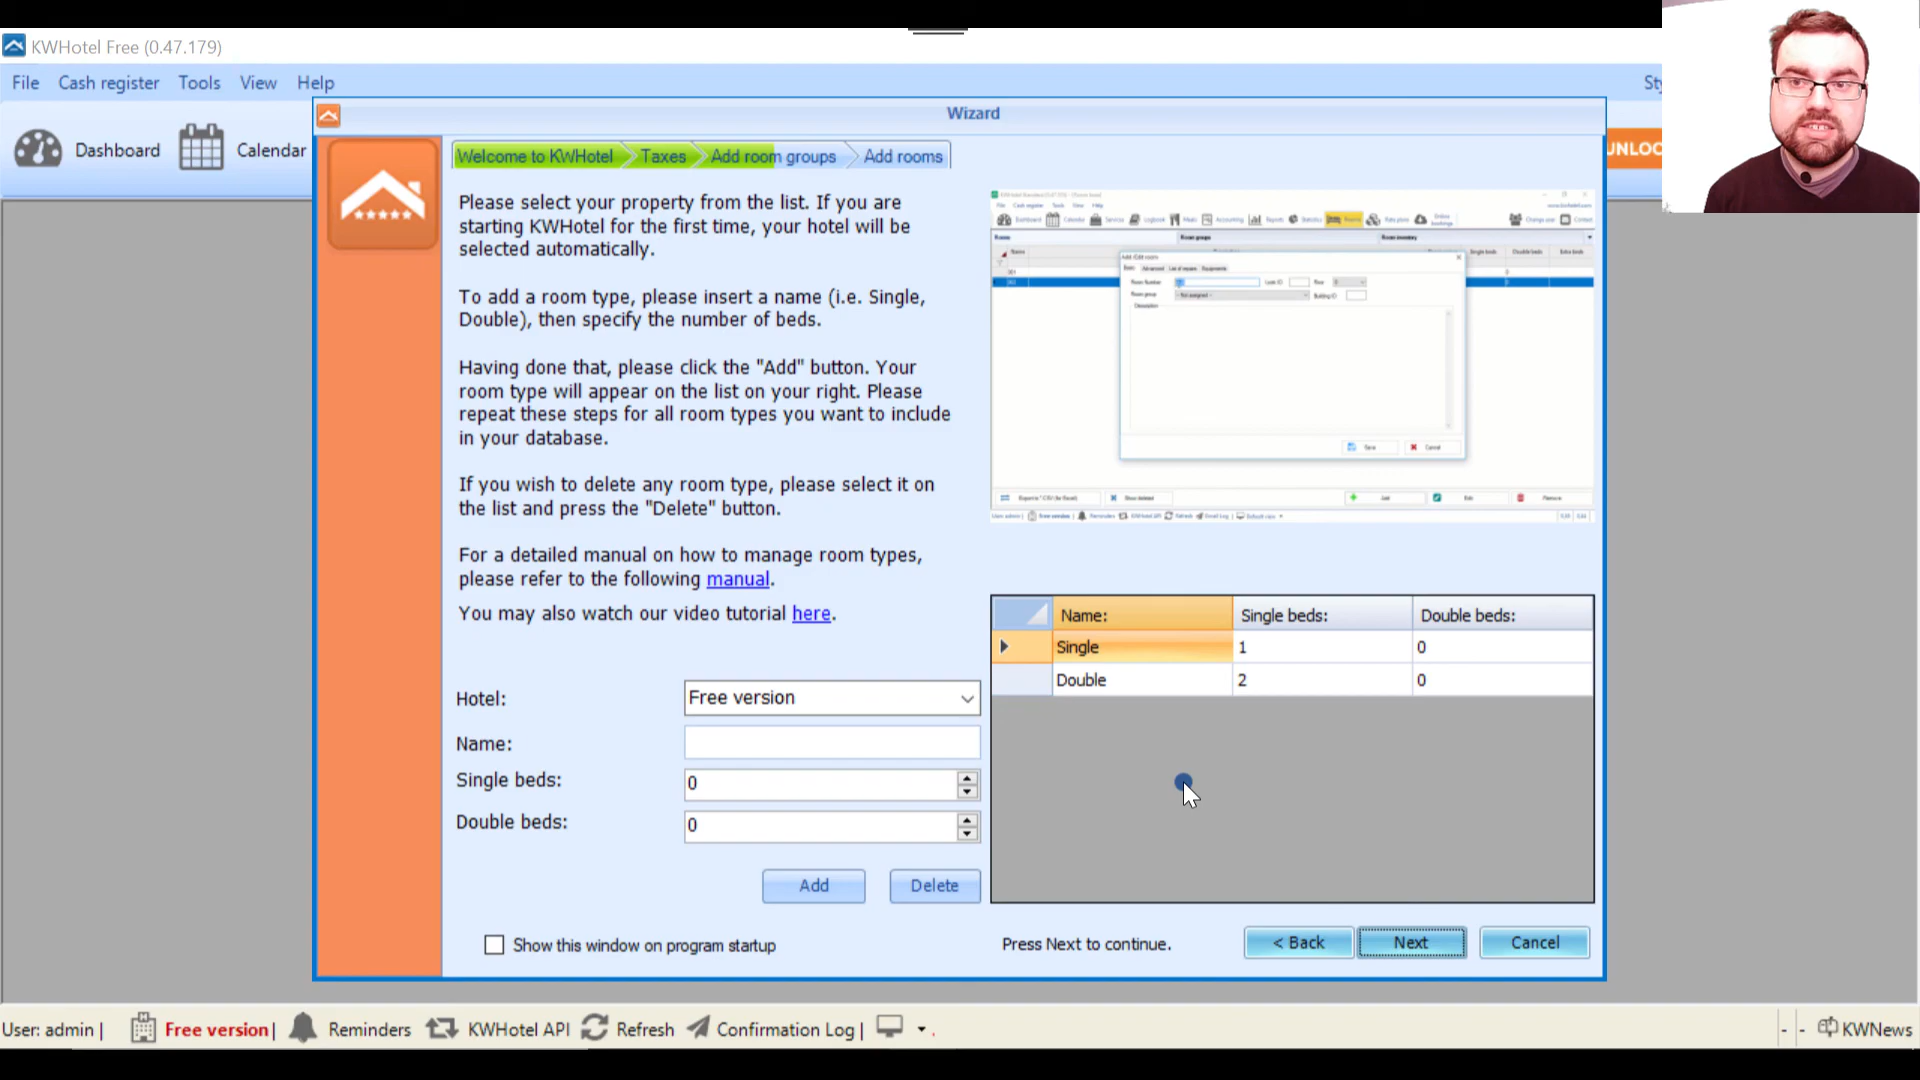 KWHotel Free (0.47.179)
File Cash register Tools View Help
Dashboard Calendar
Wizard
Welcome to KWHotel Taxes Add room groups Add rooms
Please select your property from the list. If you are
starting KWHotel for the first time, your hotel will be
selected automatically.
To add a room type, please insert a name (i.e. Single,
Double), then specify the number of beds.
Having done that, please click the "Add" button. Your
room type will appear on the list on your right. Please
repeat these steps for all room types you want to include
in your database.
If you wish to delete any room type, please select it on
the list and press the "Delete" button.
For a detailed manual on how to manage room types,
please refer to the following manual.
You may also watch our video tutorial here.
Hotel: Free version
Name:
Single beds: 0
Double beds: 0
Add Delete
Name: Single beds: Double beds:
Single 1 0
Double 2 0
Show this window on program startup
Press Next to continue. < Back Next Cancel
User: admin | Free version | Reminders KWHotel API Refresh Confirmation Log | - - KWNews